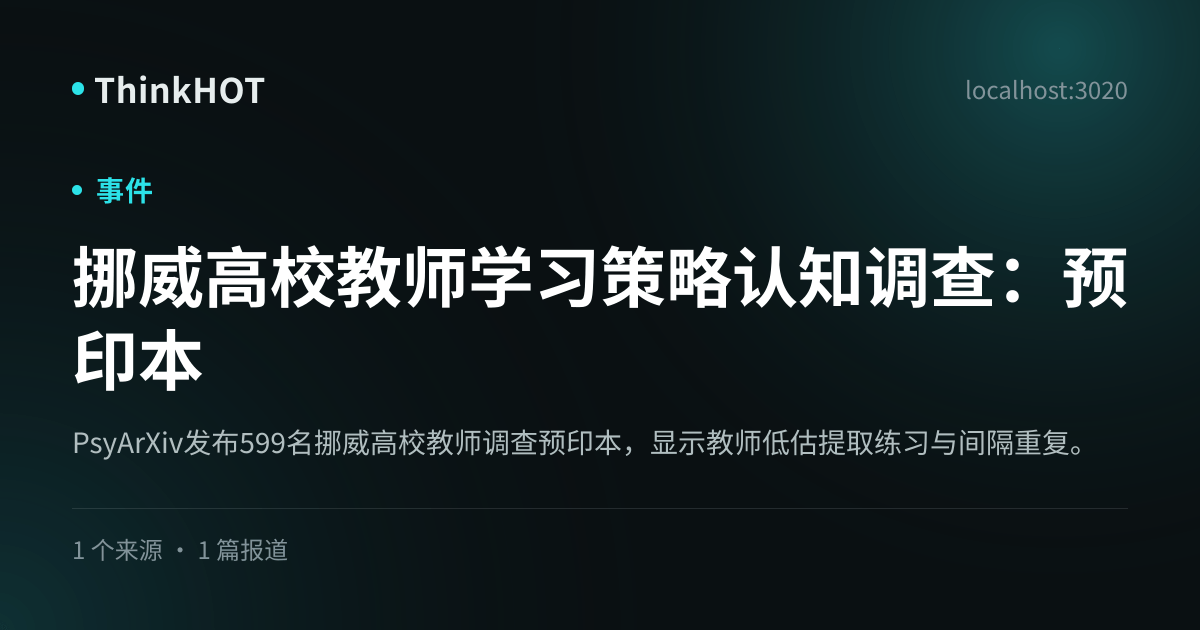 ThinkHOT
localhost:3020
事件
挪威高校教师学习策略认知调查：预
印本
PsyArXiv发布599名挪威高校教师调查预印本，显示教师低估提取练习与间隔重复。
1 个来源 · 1 篇报道